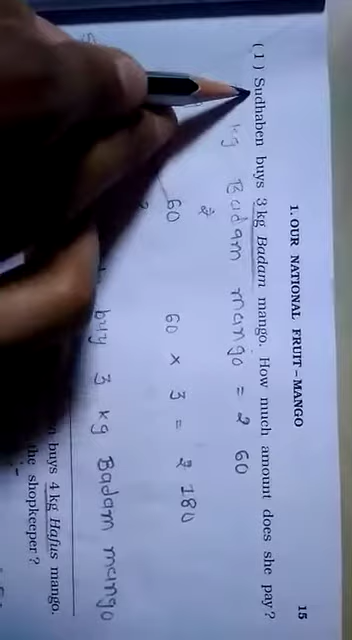 15
1. OUR NATIONAL FRUIT – MANGO
(1) Sudhaben buys 3 kg Badam mango. How much amount does she pay?
kg Badam mango = ₹ 60
₹
60 60 × 3 = ₹ 180
buy 3 kg Badam mango
buys 4 kg Hafus mango.
the shopkeeper?